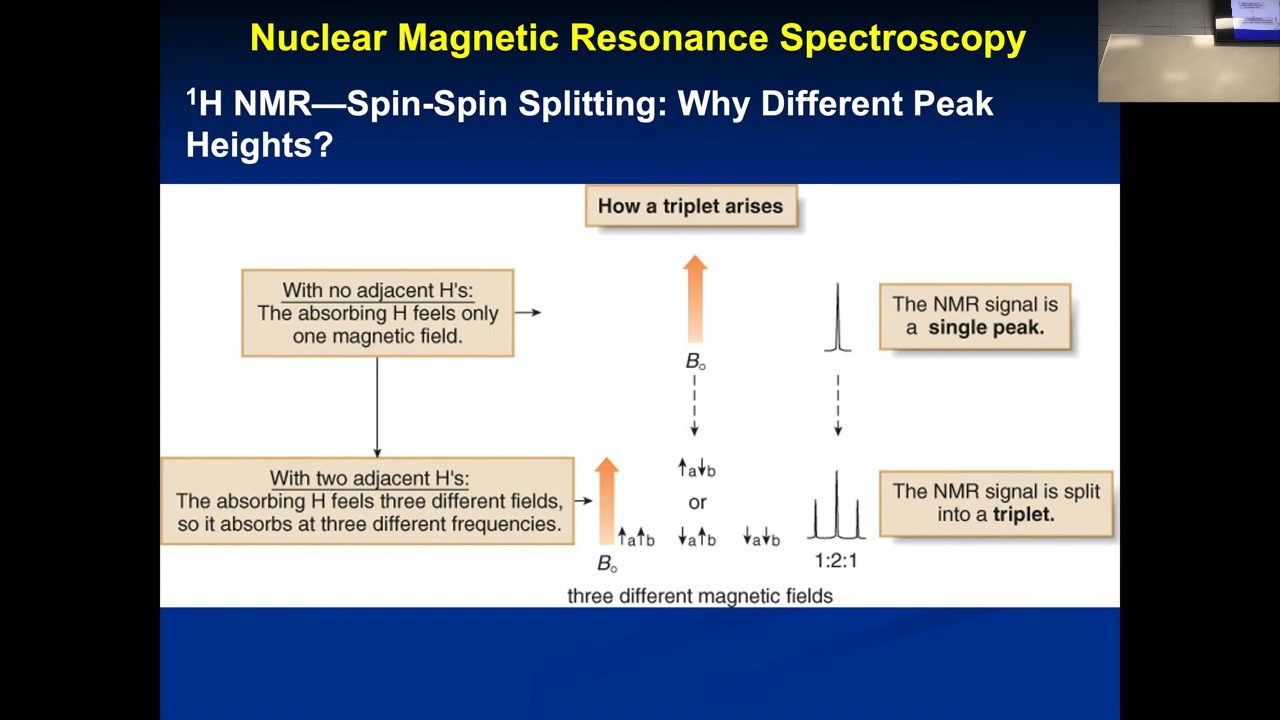 Nuclear Magnetic Resonance Spectroscopy
¹H NMR—Spin-Spin Splitting: Why Different Peak
Heights?
How a triplet arises
With no adjacent H's:
The absorbing H feels only
one magnetic field.
B₀
The NMR signal is
a single peak.
With two adjacent H's:
The absorbing H feels three different fields,
so it absorbs at three different frequencies.
B₀
↑a↓b
or
↑a↑b ↓a↑b ↓a↓b
three different magnetic fields
1:2:1
The NMR signal is split
into a triplet.